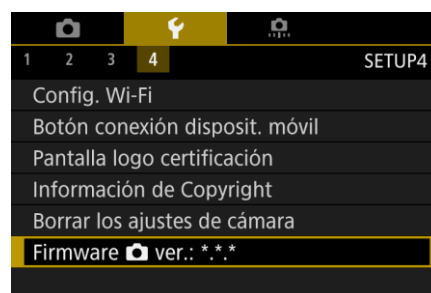 1 2 3 4 SETUP4
Config. Wi-Fi
Botón conexión disposit. móvil
Pantalla logo certificación
Información de Copyright
Borrar los ajustes de cámara
Firmware ver.: *.*.*